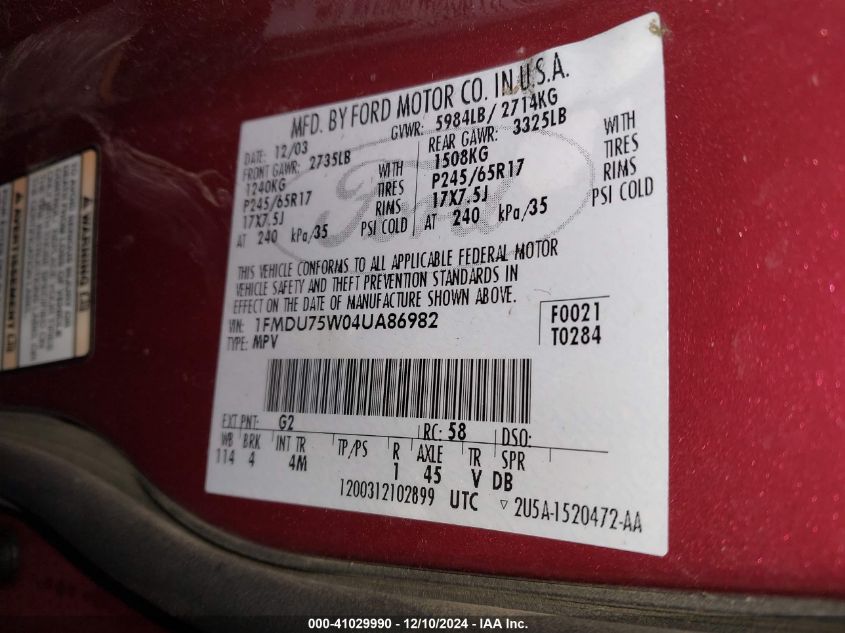 MFD. BY FORD MOTOR CO. IN U.S.A.
DATE: 12/03 GVWR: 5984LB/ 2714KG
FRONT GAWR: 2735LB REAR GAWR: 3325LB
1240KG WITH 1508KG WITH
P245/65R17 TIRES P245/65R17 TIRES
17X7.5J RIMS 17X7.5J RIMS
AT 240 kPa/35 PSI COLD AT 240 kPa/35 PSI COLD
Ford
THIS VEHICLE CONFORMS TO ALL APPLICABLE FEDERAL MOTOR
VEHICLE SAFETY AND THEFT PREVENTION STANDARDS IN
EFFECT ON THE DATE OF MANUFACTURE SHOWN ABOVE.
VIN: 1FMDU75W04UA86982 F0021
TYPE: MPV T0284
EXT PNT: G2 RC: 58 DSO:
WB BRK INT TR TP/PS R AXLE TR SPR
114 4 4M 1 45 V DB
1200312102899 UTC ▽ 2U5A-1520472-AA
WARNING
AVERTISSEMENT
000-41029990 - 12/10/2024 - IAA Inc.